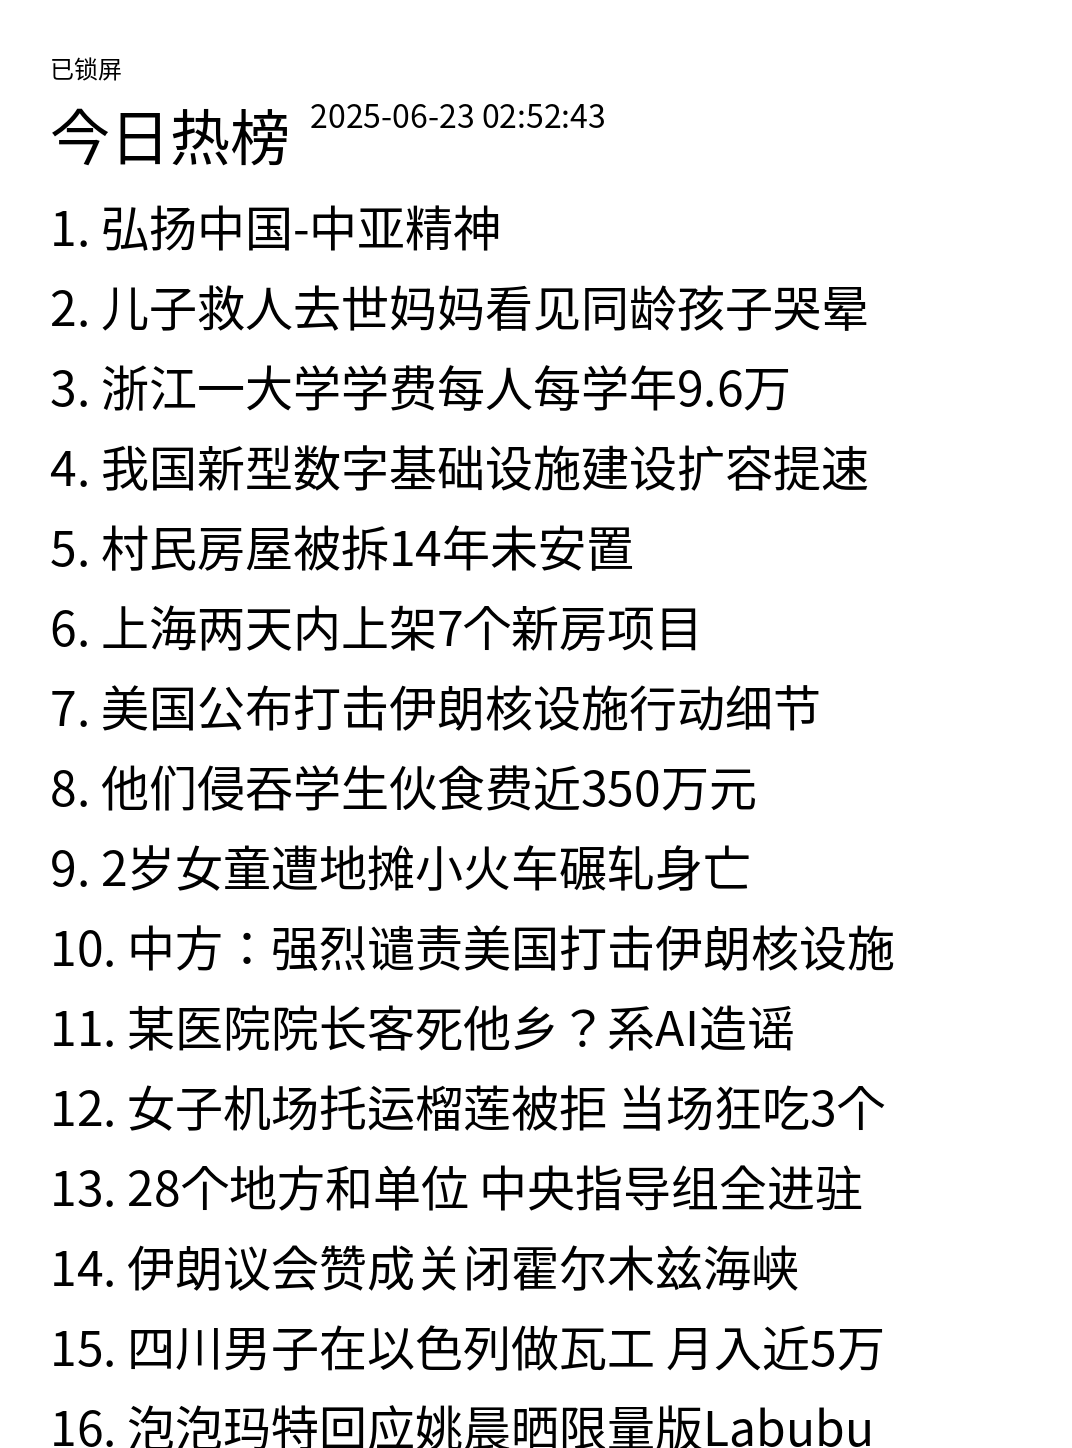 已锁屏
今日热榜 2025-06-23 02:52:43
1. 弘扬中国-中亚精神
2. 儿子救人去世妈妈看见同龄孩子哭晕
3. 浙江一大学学费每人每学年9.6万
4. 我国新型数字基础设施建设扩容提速
5. 村民房屋被拆14年未安置
6. 上海两天内上架7个新房项目
7. 美国公布打击伊朗核设施行动细节
8. 他们侵吞学生伙食费近350万元
9. 2岁女童遭地摊小火车碾轧身亡
10. 中方：强烈谴责美国打击伊朗核设施
11. 某医院院长客死他乡？系AI造谣
12. 女子机场托运榴莲被拒 当场狂吃3个
13. 28个地方和单位 中央指导组全进驻
14. 伊朗议会赞成关闭霍尔木兹海峡
15. 四川男子在以色列做瓦工 月入近5万
16. 泡泡玛特回应姚晨晒限量版Labubu